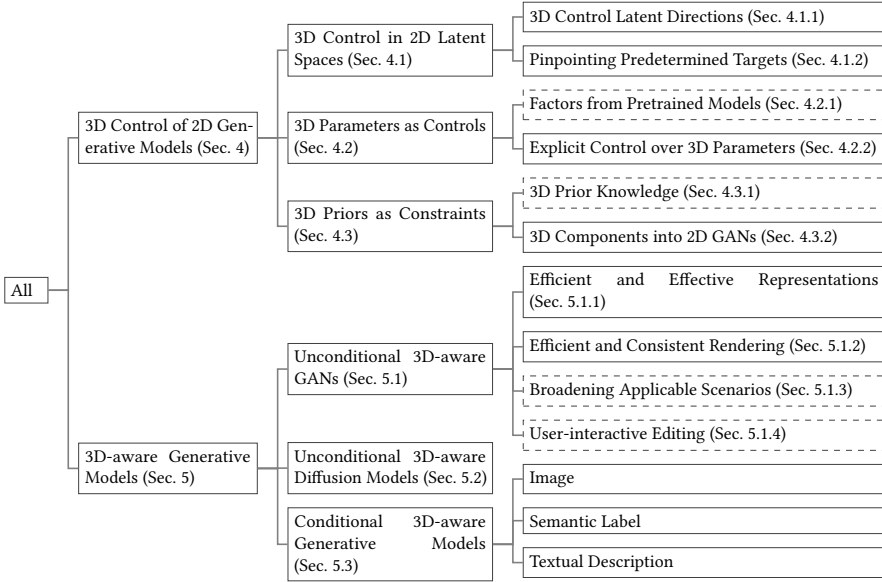 All
3D Control of 2D Gen-
erative Models (Sec. 4)
3D Control in 2D Latent
Spaces (Sec. 4.1)
3D Control Latent Directions (Sec. 4.1.1)
Pinpointing Predetermined Targets (Sec. 4.1.2)
3D Parameters as Controls
(Sec. 4.2)
Factors from Pretrained Models (Sec. 4.2.1)
Explicit Control over 3D Parameters (Sec. 4.2.2)
3D Priors as Constraints
(Sec. 4.3)
3D Prior Knowledge (Sec. 4.3.1)
3D Components into 2D GANs (Sec. 4.3.2)
3D-aware Generative
Models (Sec. 5)
Unconditional 3D-aware
GANs (Sec. 5.1)
Efficient and Effective Representations
(Sec. 5.1.1)
Efficient and Consistent Rendering (Sec. 5.1.2)
Broadening Applicable Scenarios (Sec. 5.1.3)
User-interactive Editing (Sec. 5.1.4)
Unconditional 3D-aware
Diffusion Models (Sec. 5.2)
Conditional 3D-aware
Generative Models
(Sec. 5.3)
Image
Semantic Label
Textual Description